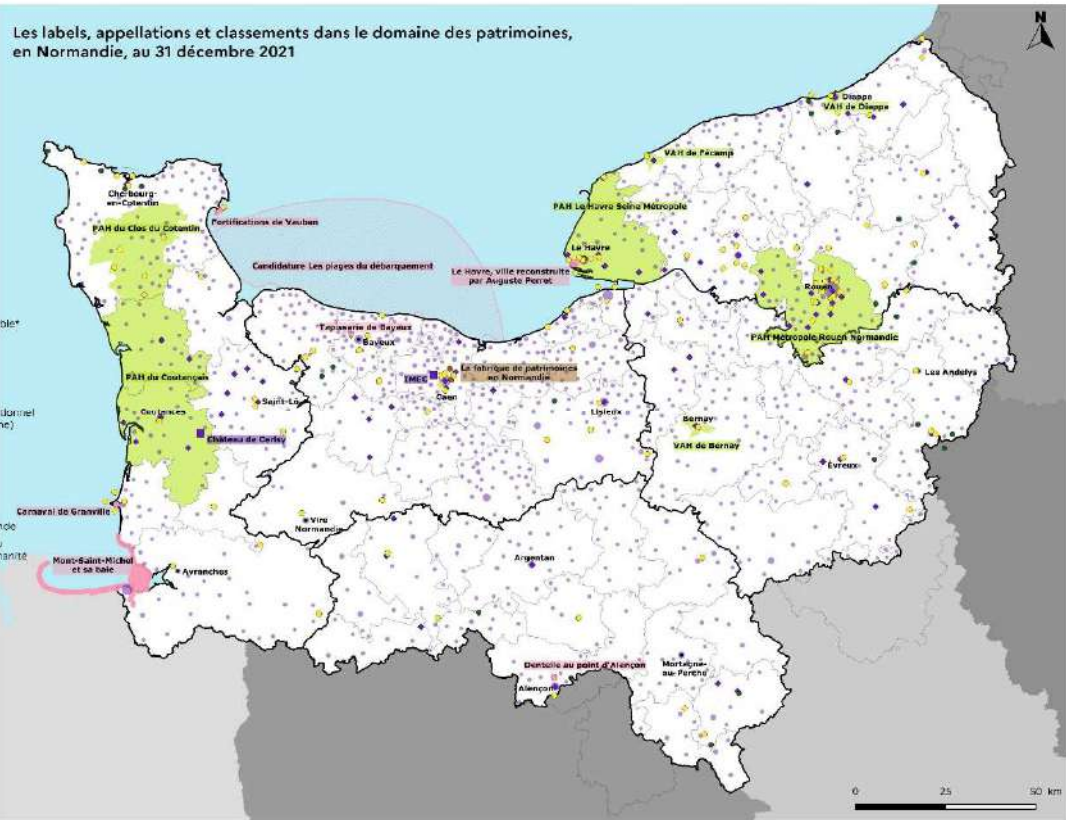 Les labels, appellations et classements dans le domaine des patrimoines,
en Normandie, au 31 décembre 2021
N
Dieppe
VAH de Dieppe
VAH de Fécamp
Cherbourg-
en-Cotentin
PAH Le Havre Seine Métropole
Fortifications de Vauban
PAH du Clos du Cotentin
Le Havre
Candidature Les plages du débarquement
Le Havre, ville reconstruite
par Auguste Perret
Rouen
Tapisserie de Bayeux
Bayeux
PAH Métropole Rouen Normandie
La fabrique de patrimoines
en Normandie
IMEC
Caen
PAH du Coutançais
Les Andelys
Saint-Lô
Coutances
Lisieux
Bernay
VAH de Bernay
Château de Cerisy
Évreux
Carnaval de Granville
Vire
Normandie
Mont-Saint-Michel
et sa baie
Avranches
Argentan
Dentelle au point d'Alençon
Mortagne-
au-Perche
Alençon
0 25 50 km